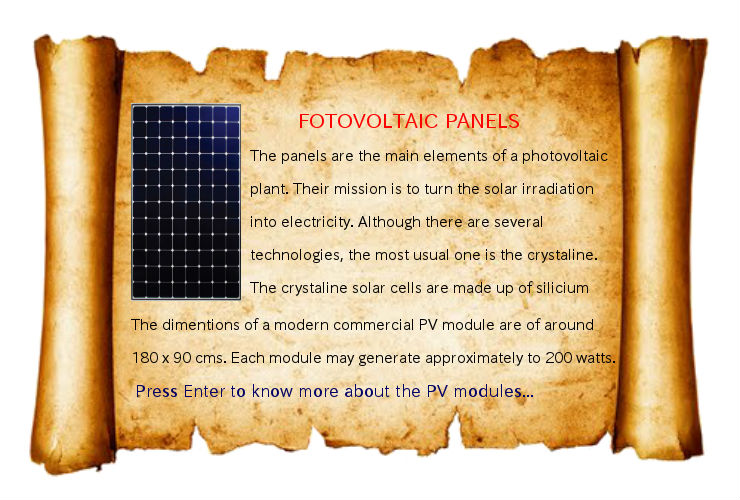 FOTOVOLTAIC PANELS
The panels are the main elements of a photovoltaic
plant. Their mission is to turn the solar irradiation
into electricity. Although there are several
technologies, the most usual one is the crystaline.
The crystaline solar cells are made up of silicium
The dimentions of a modern commercial PV module are of around
180 x 90 cms. Each module may generate approximately to 200 watts.
Press Enter to know more about the PV modules...